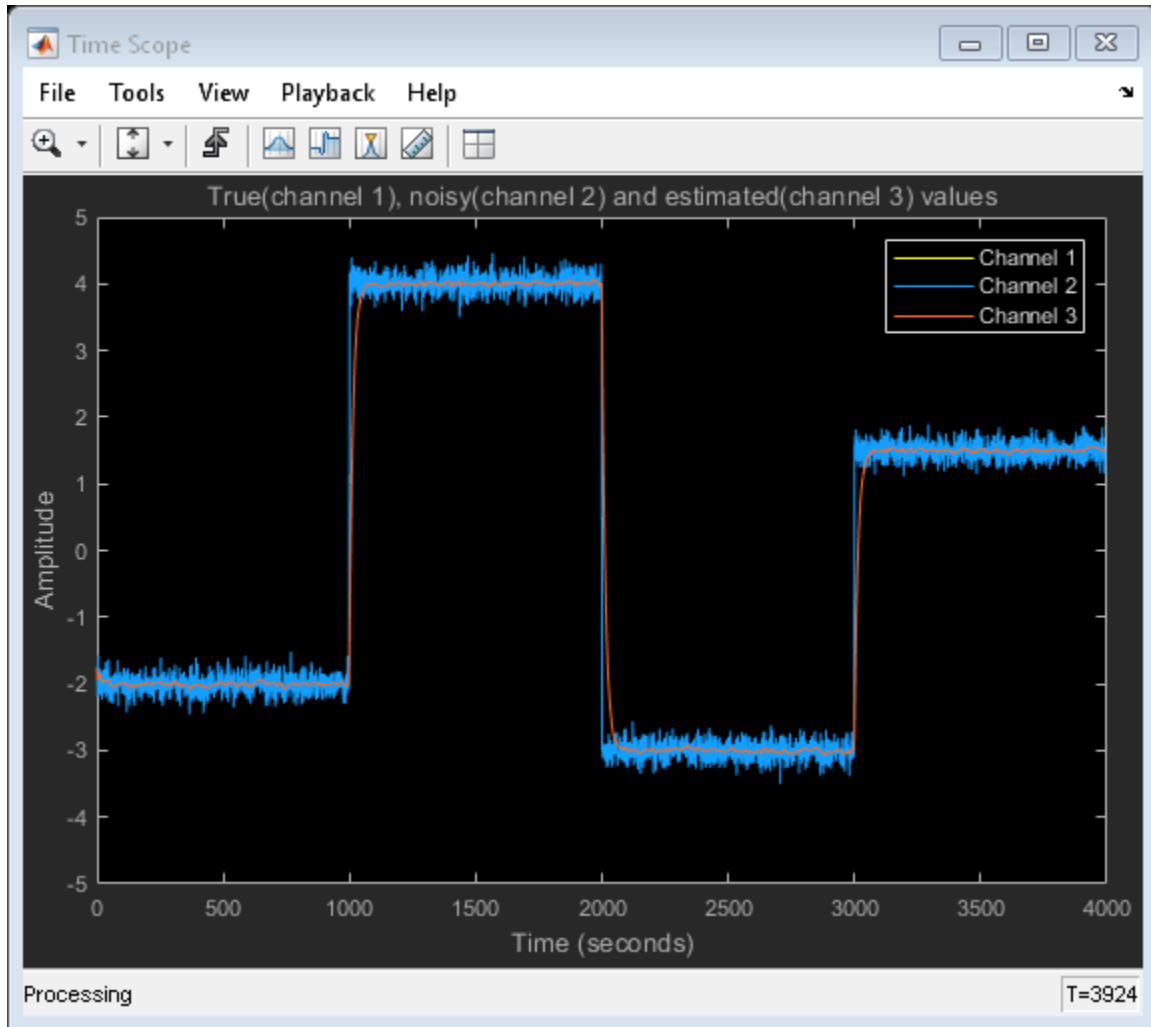 Time Scope
File Tools View Playback Help
True(channel 1), noisy(channel 2) and estimated(channel 3) values
Channel 1
Channel 2
Channel 3
5
4
3
2
1
0
-1
-2
-3
-4
-5
Amplitude
0 500 1000 1500 2000 2500 3000 3500 4000
Time (seconds)
Processing T=3924